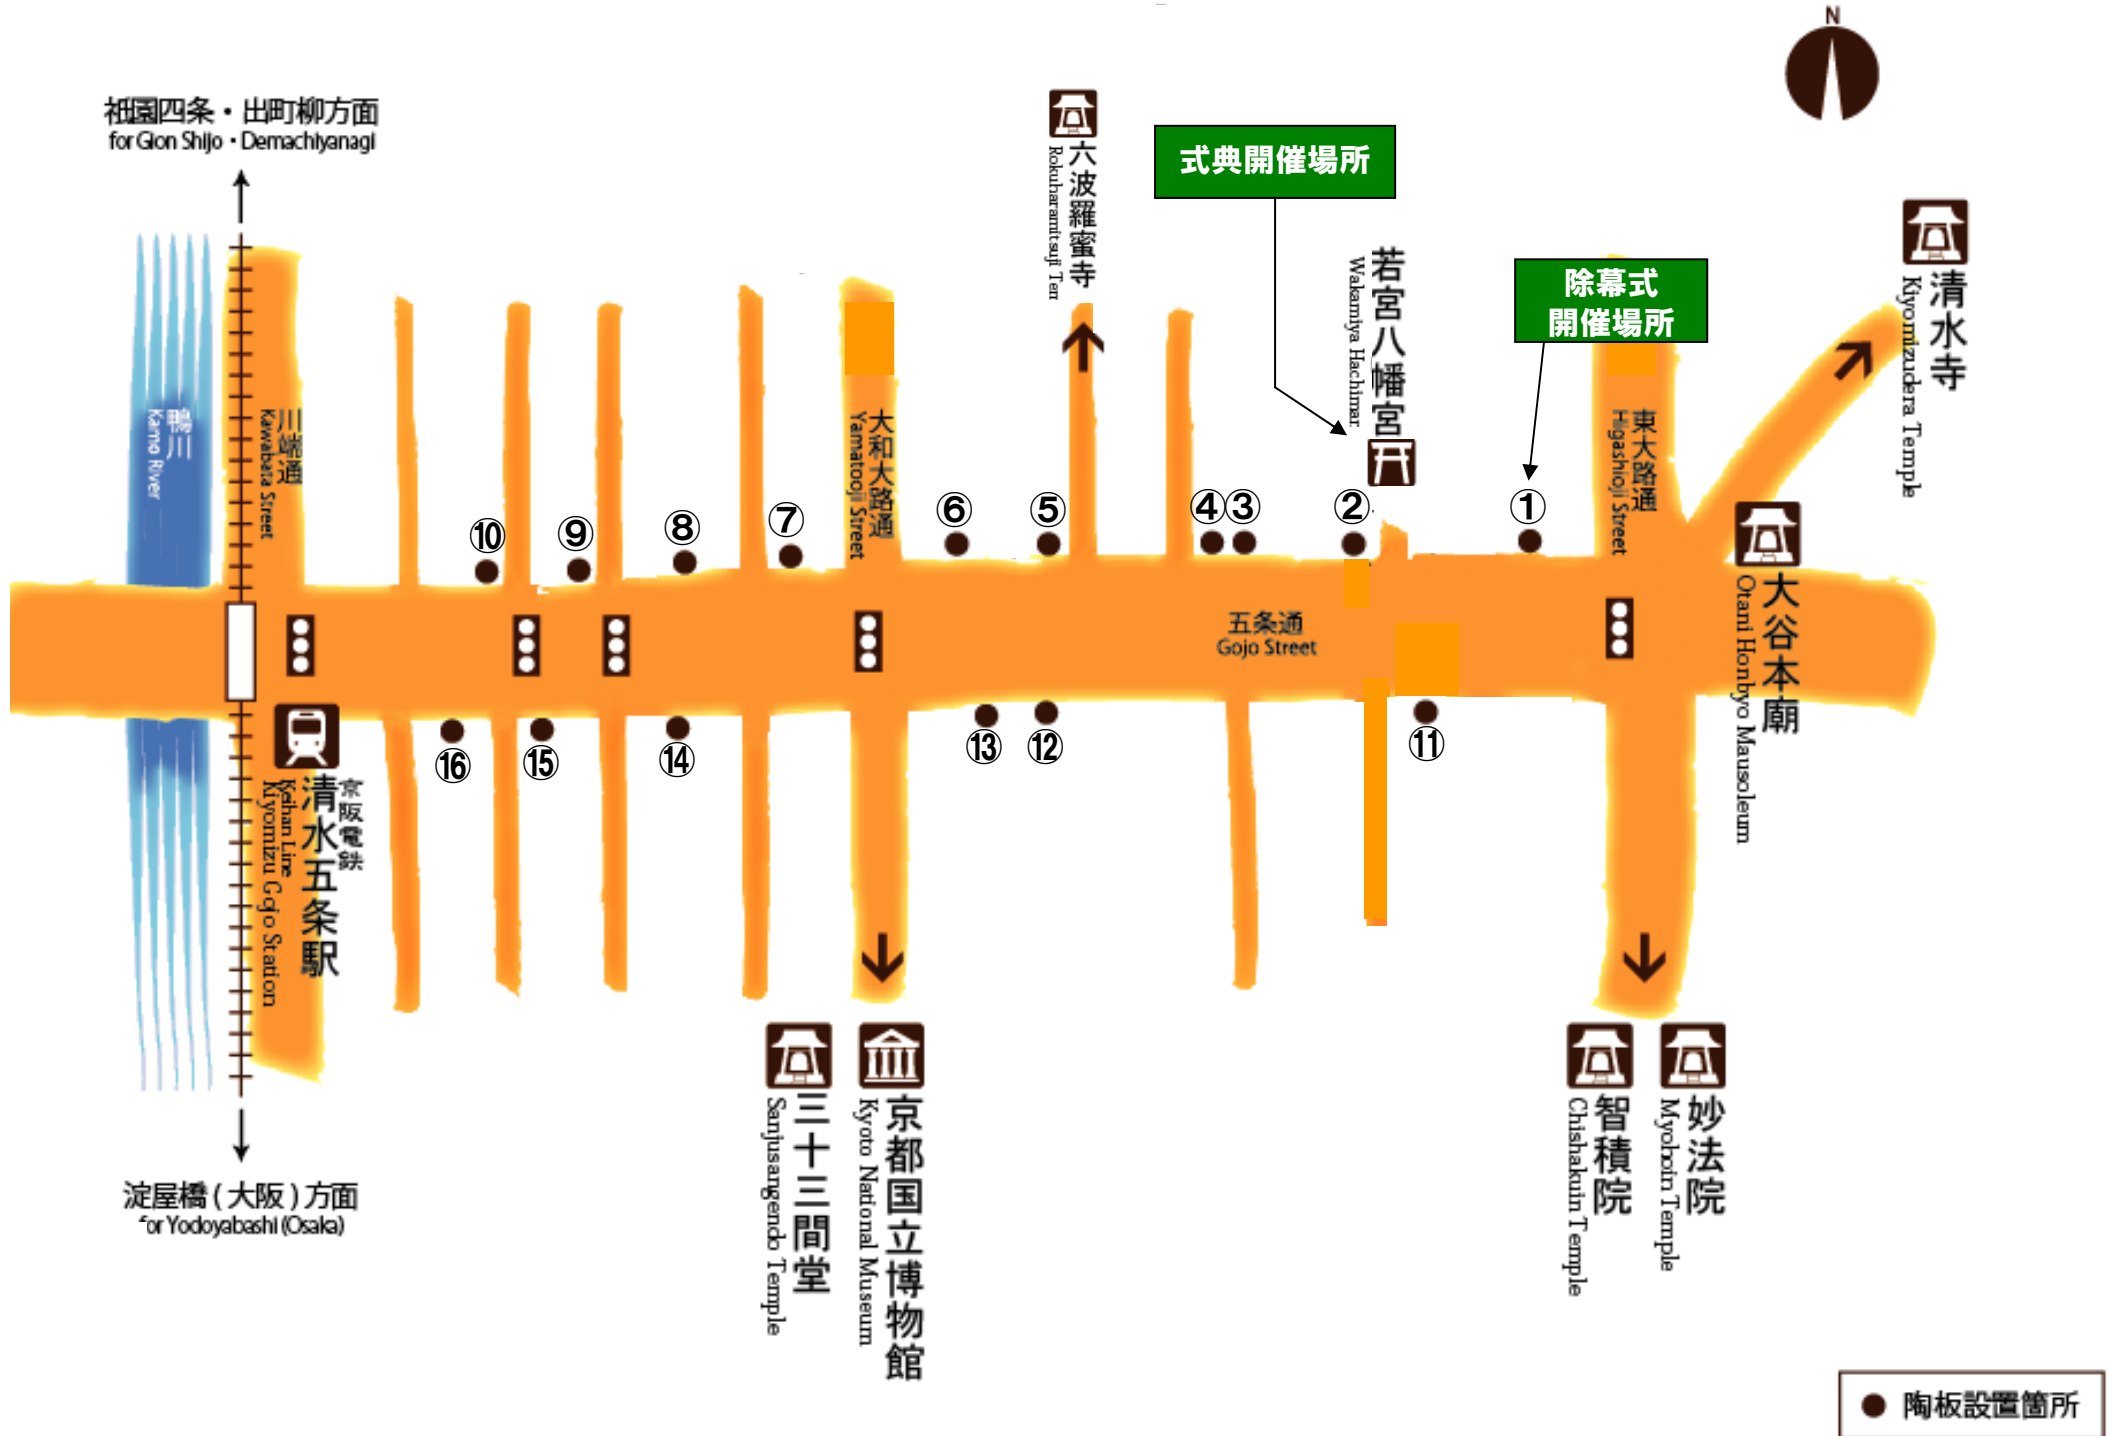 N
祇園四条・出町柳方面
for Gion Shijo・Demachiyanagi
六波羅蜜寺
Rokuharamitsuji Tem
式典開催場所
若宮八幡宮
Wakamiya Hachiman
除幕式
開催場所
清水寺
Kiyomizudera Temple
鴨川
Kamo River
川端通
Kawabata Street
大和大路通
Yamatooji Street
東大路通
Higashioji Street
⑩
⑨
⑧
⑦
⑥
⑤
④
③
②
①
五条通
Gojo Street
大谷本廟
Otani Honbyo Mausoleum
⑯
⑮
⑭
⑬
⑫
⑪
京阪電鉄
清水五条駅
Keihan Line
Kiyomizu Gojo Station
三十三間堂
Sanjusangendo Temple
京都国立博物館
Kyoto National Museum
智積院
Chishakuin Temple
妙法院
Myohoin Temple
淀屋橋(大阪)方面
for Yodoyabashi (Osaka)
陶板設置箇所